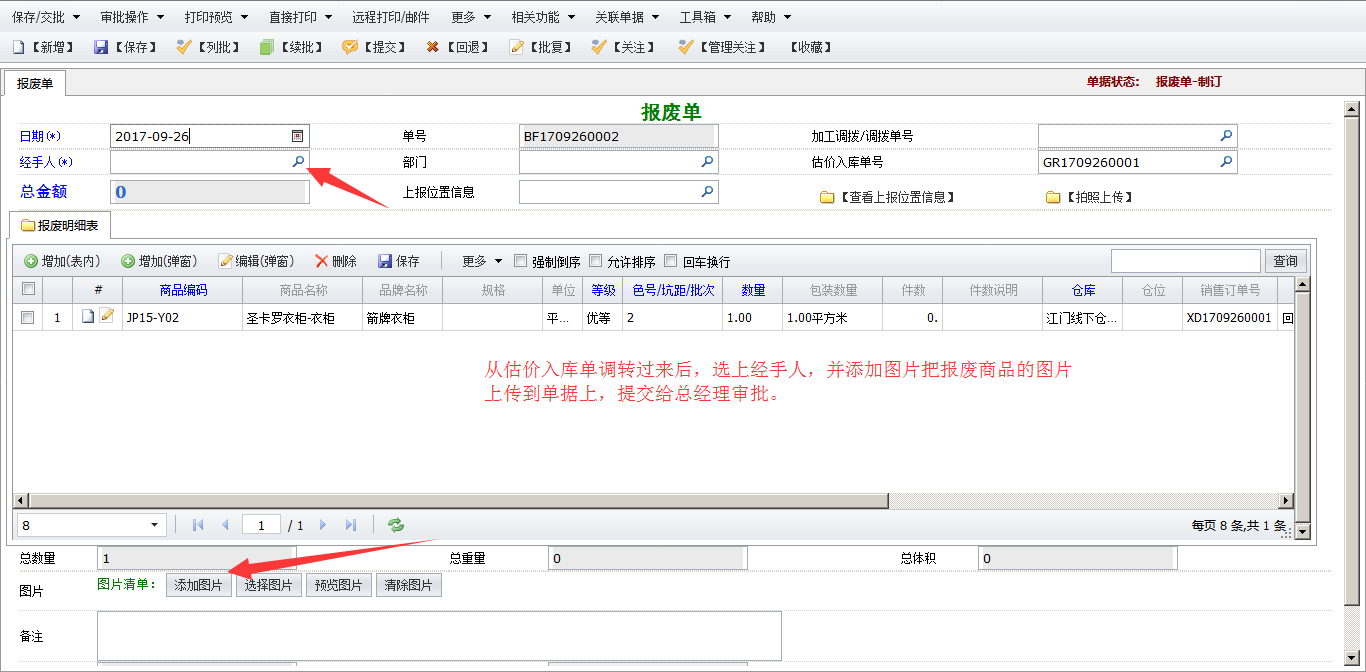 保存/交批 审批操作 打印预览 直接打印 远程打印/邮件 更多 相关功能 关联单据 工具箱 帮助
【新增】 【保存】 【列批】 【续批】 【提交】 【回退】 【批复】 【关注】 【管理关注】 【收藏】
报废单 单据状态: 报废单-制订
报废单
日期(*) 2017-09-26 单号 BF1709260002 加工调拨/调拨单号
经手人(*) 部门 估价入库单号 GR1709260001
总金额 0 上报位置信息 【查看上报位置信息】 【拍照上传】
报废明细表
增加(表内) 增加(弹窗) 编辑(弹窗) 删除 保存 更多 强制倒序 允许排序 回车换行 查询
# 商品编码 商品名称 品牌名称 规格 单位 等级 色号/坑距/批次 数量 包装数量 件数 件数说明 仓库 仓位 销售订单号
1 JP15-Y02 圣卡罗衣柜-衣柜 箭牌衣柜 平... 优等 2 1.00 1.00平方米 0. 江门线下仓... XD1709260001 回
从估价入库单调转过来后，选上经手人，并添加图片把报废商品的图片
上传到单据上，提交给总经理审批。
8 1 / 1 每页 8 条,共 1 条
总数量 1 总重量 0 总体积 0
图片 图片清单： 添加图片 选择图片 预览图片 清除图片
备注